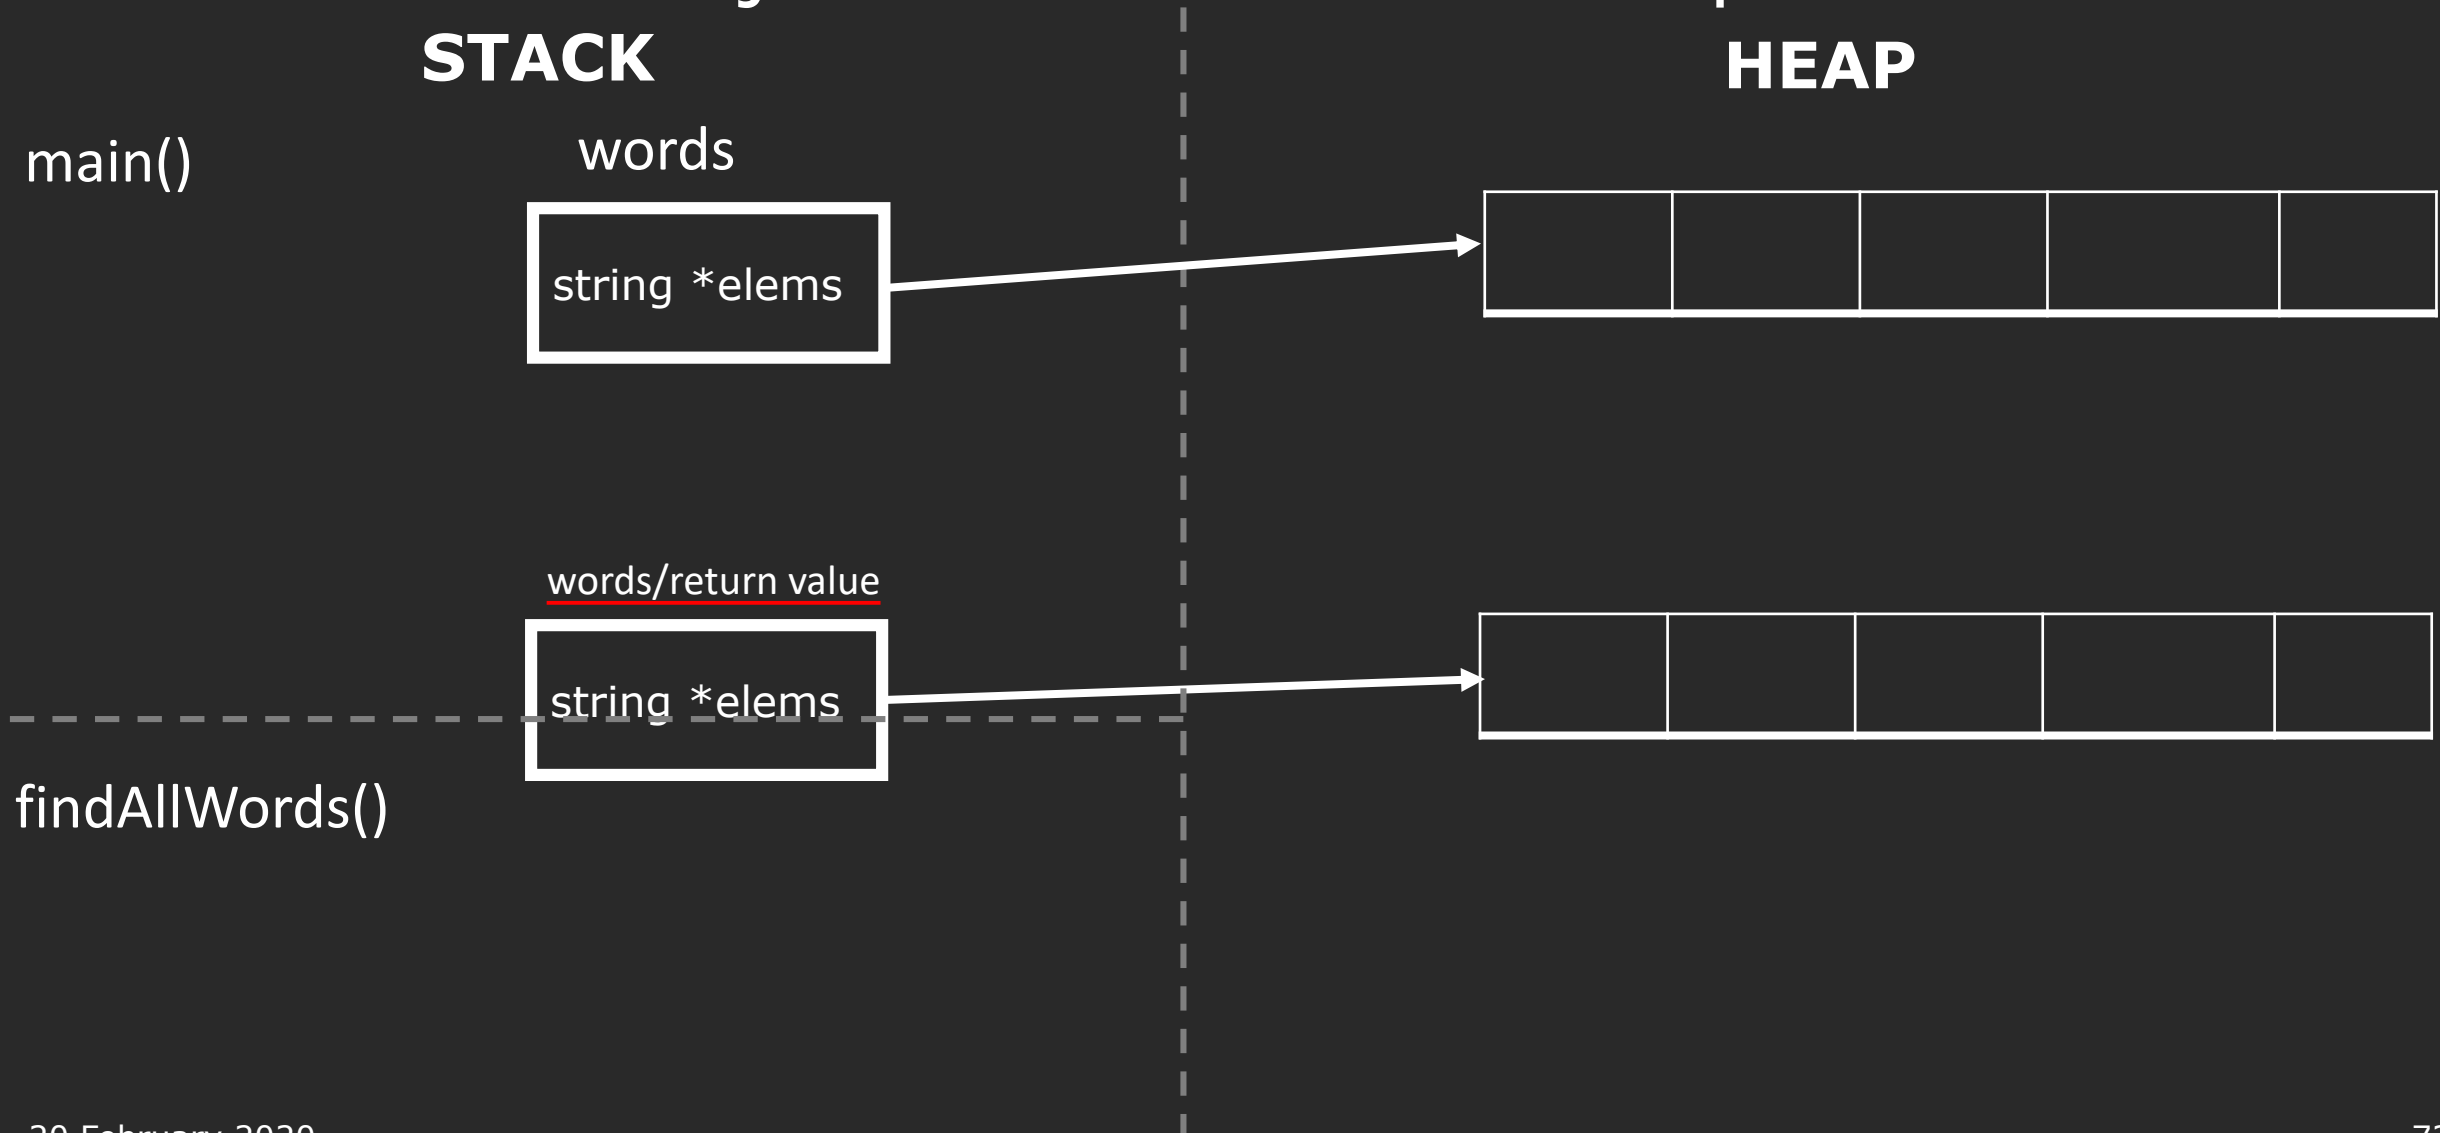 STACK
HEAP
main()
words
string *elems
words/return value
string *elems
findAllWords()